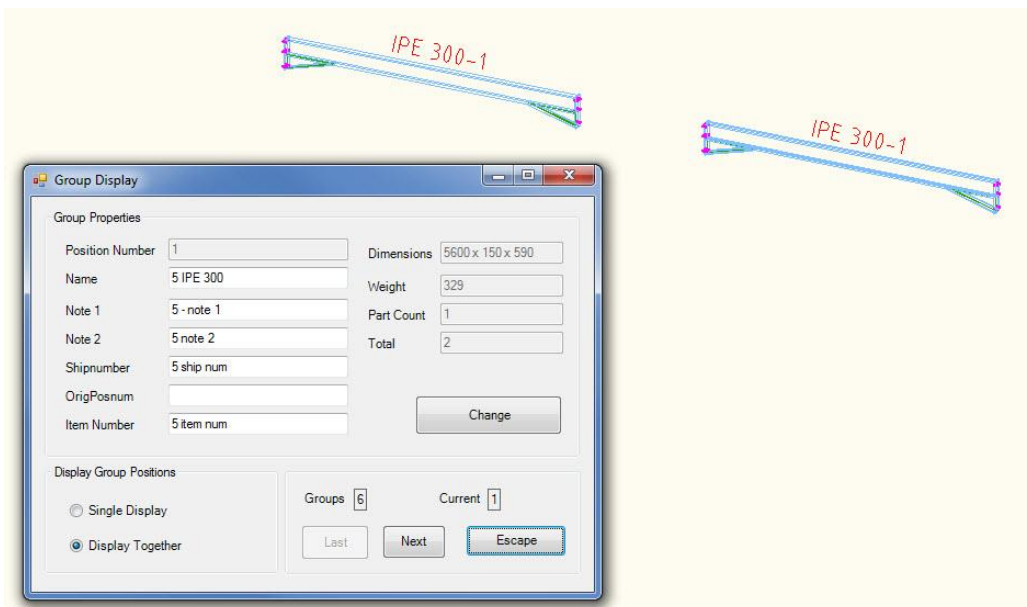 IPE 300-1
IPE 300-1
Group Display
Group Properties
Position Number 1
Name 5 IPE 300
Note 1 5 - note 1
Note 2 5 note 2
Shipnumber 5 ship num
OrigPosnum
Item Number 5 item num
Dimensions 5600 x 150 x 590
Weight 329
Part Count 1
Total 2
Change
Display Group Positions
Single Display
Display Together
Groups 6 Current 1
Last Next Escape